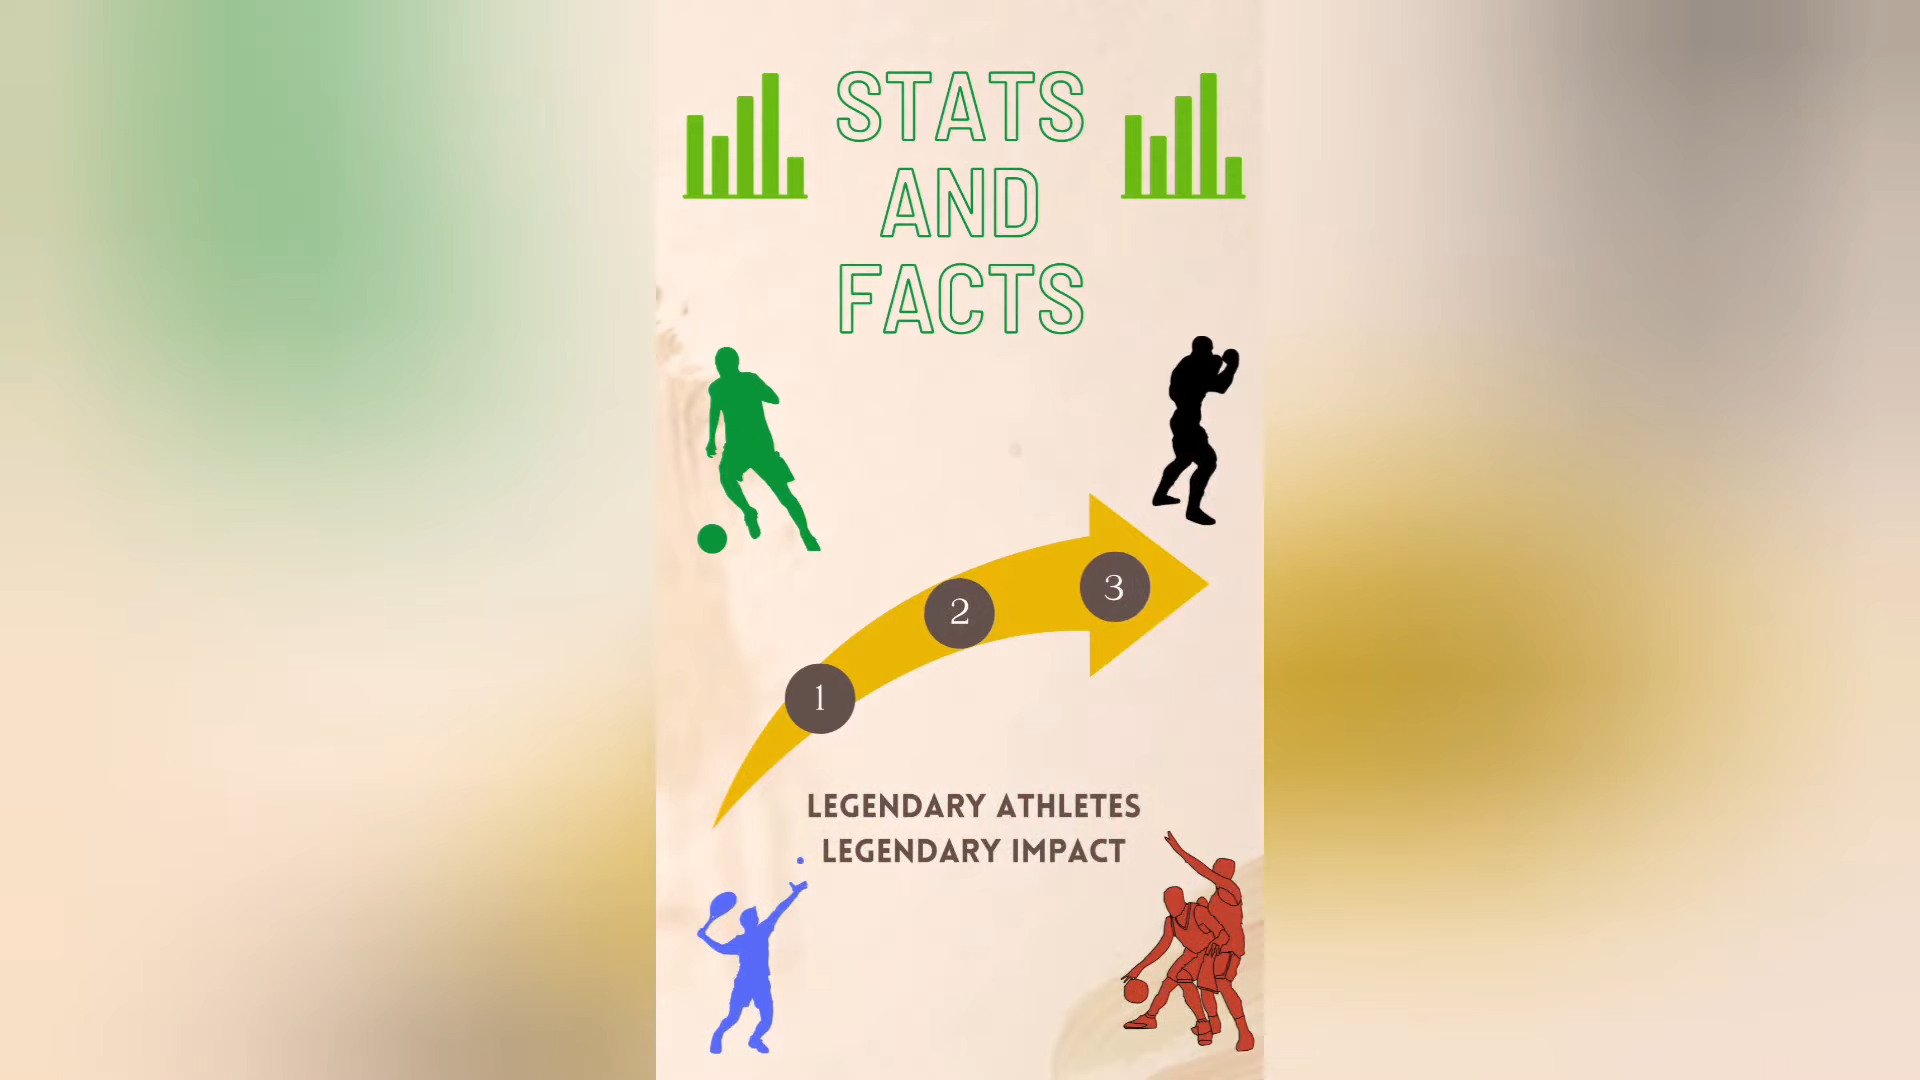 STATS
AND
FACTS
3
2
1
LEGENDARY ATHLETES
LEGENDARY IMPACT